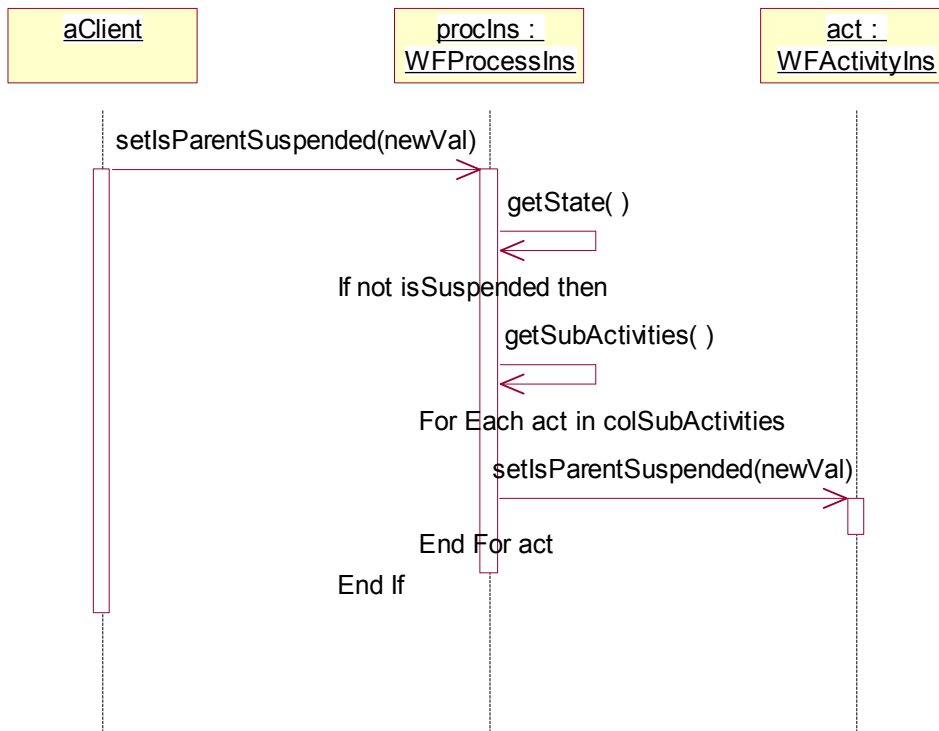 aClient
procIns :
WFProcessIns
act :
WFActivityIns
setIsParentSuspended(newVal)
getState( )
If not isSuspended then
getSubActivities( )
For Each act in colSubActivities
setIsParentSuspended(newVal)
End For act
End If